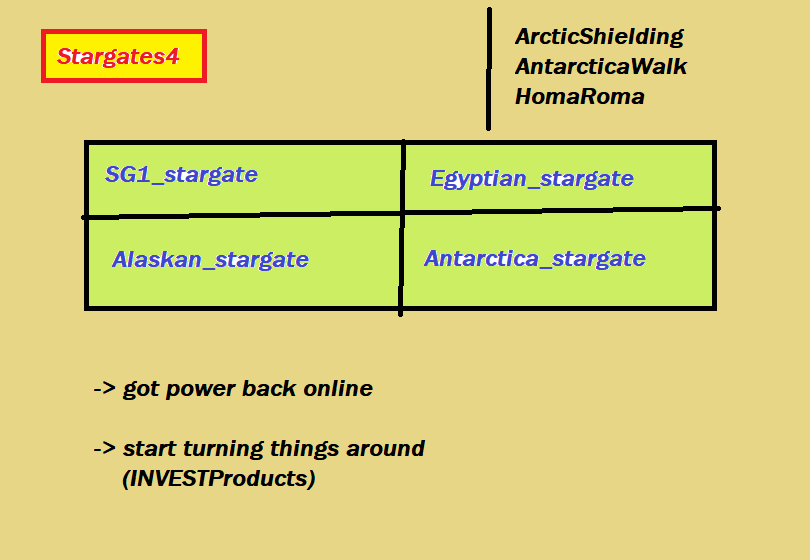 Stargates4
ArcticShielding
AntarcticaWalk
HomaRoma
SG1_stargate
Egyptian_stargate
Alaskan_stargate
Antarctica_stargate
-> got power back online
-> start turning things around
(INVESTProducts)